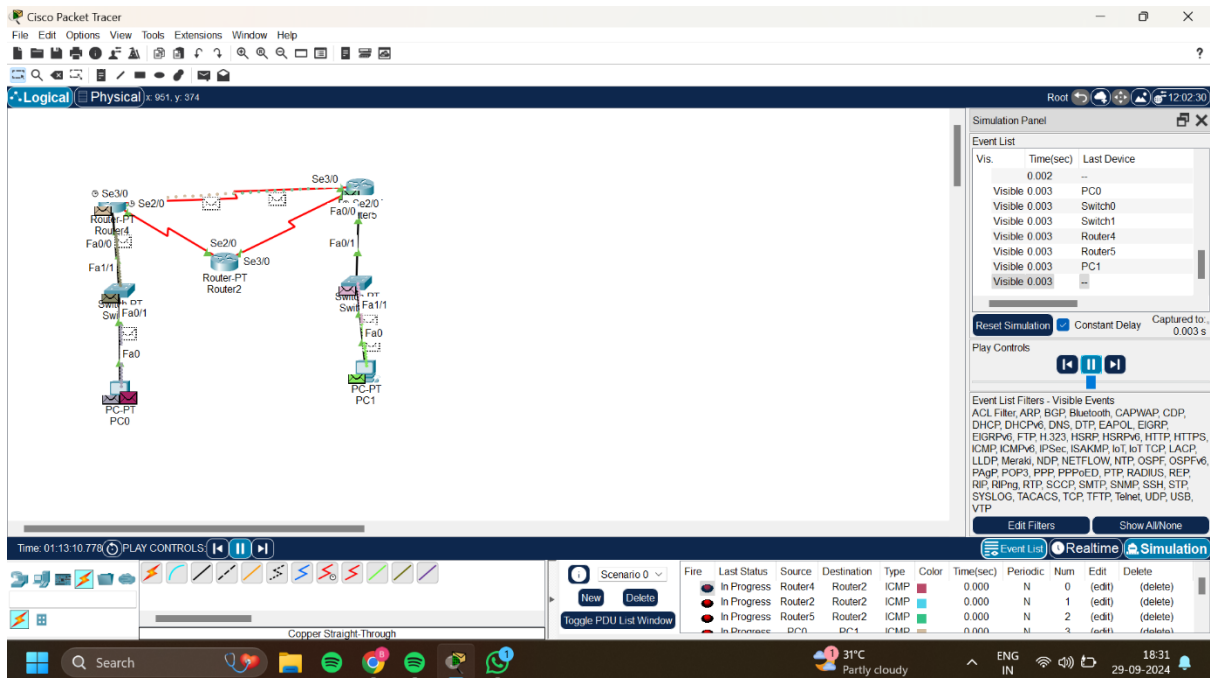 Cisco Packet Tracer
File Edit Options View Tools Extensions Window Help
?
Logical Physical x: 951, y: 374
Root 12:02:30
Se3/0
Se3/0
Se2/0
Se2/0
Router-PT
Router4
Fa0/0
Fa0/0
Fa0/1
Se2/0
Se3/0
Router-PT
Router2
Fa1/1
Fa0/1
Fa1/1
Fa0
Fa0
PC-PT
PC0
PC-PT
PC1
Simulation Panel
Event List
Vis. Time(sec) Last Device
0.002 --
Visible 0.003 PC0
Visible 0.003 Switch0
Visible 0.003 Switch1
Visible 0.003 Router4
Visible 0.003 Router5
Visible 0.003 PC1
Visible 0.003 --
Reset Simulation Constant Delay Captured to:
0.003 s
Play Controls
Event List Filters - Visible Events
ACL Filter, ARP, BGP, Bluetooth, CAPWAP, CDP,
DHCP, DHCPv6, DNS, DTP, EAPOL, EIGRP,
EIGRPv6, FTP, H.323, HSRP, HSRPv6, HTTP, HTTPS,
ICMP, ICMPv6, IPSec, ISAKMP, IoT, IoT TCP, LACP,
LLDP, Meraki, NDP, NETFLOW, NTP, OSPF, OSPFv6,
PAgP, POP3, PPP, PPPoED, PTP, RADIUS, REP,
RIP, RIPng, RTP, SCCP, SMTP, SNMP, SSH, STP,
SYSLOG, TACACS, TCP, TFTP, Telnet, UDP, USB,
VTP
Edit Filters Show All/None
Time: 01:13:10.778 PLAY CONTROLS:
Event List Realtime Simulation
Copper Straight-Through
Scenario 0
New Delete
Toggle PDU List Window
Fire Last Status Source Destination Type Color Time(sec) Periodic Num Edit Delete
In Progress Router4 Router2 ICMP 0.000 N 0 (edit) (delete)
In Progress Router2 Router2 ICMP 0.000 N 1 (edit) (delete)
In Progress Router5 Router2 ICMP 0.000 N 2 (edit) (delete)
In Progress PC0 PC1 ICMP 0.000 N 3 (edit) (delete)
Search
31°C
Partly cloudy
ENG
IN
18:31
29-09-2024